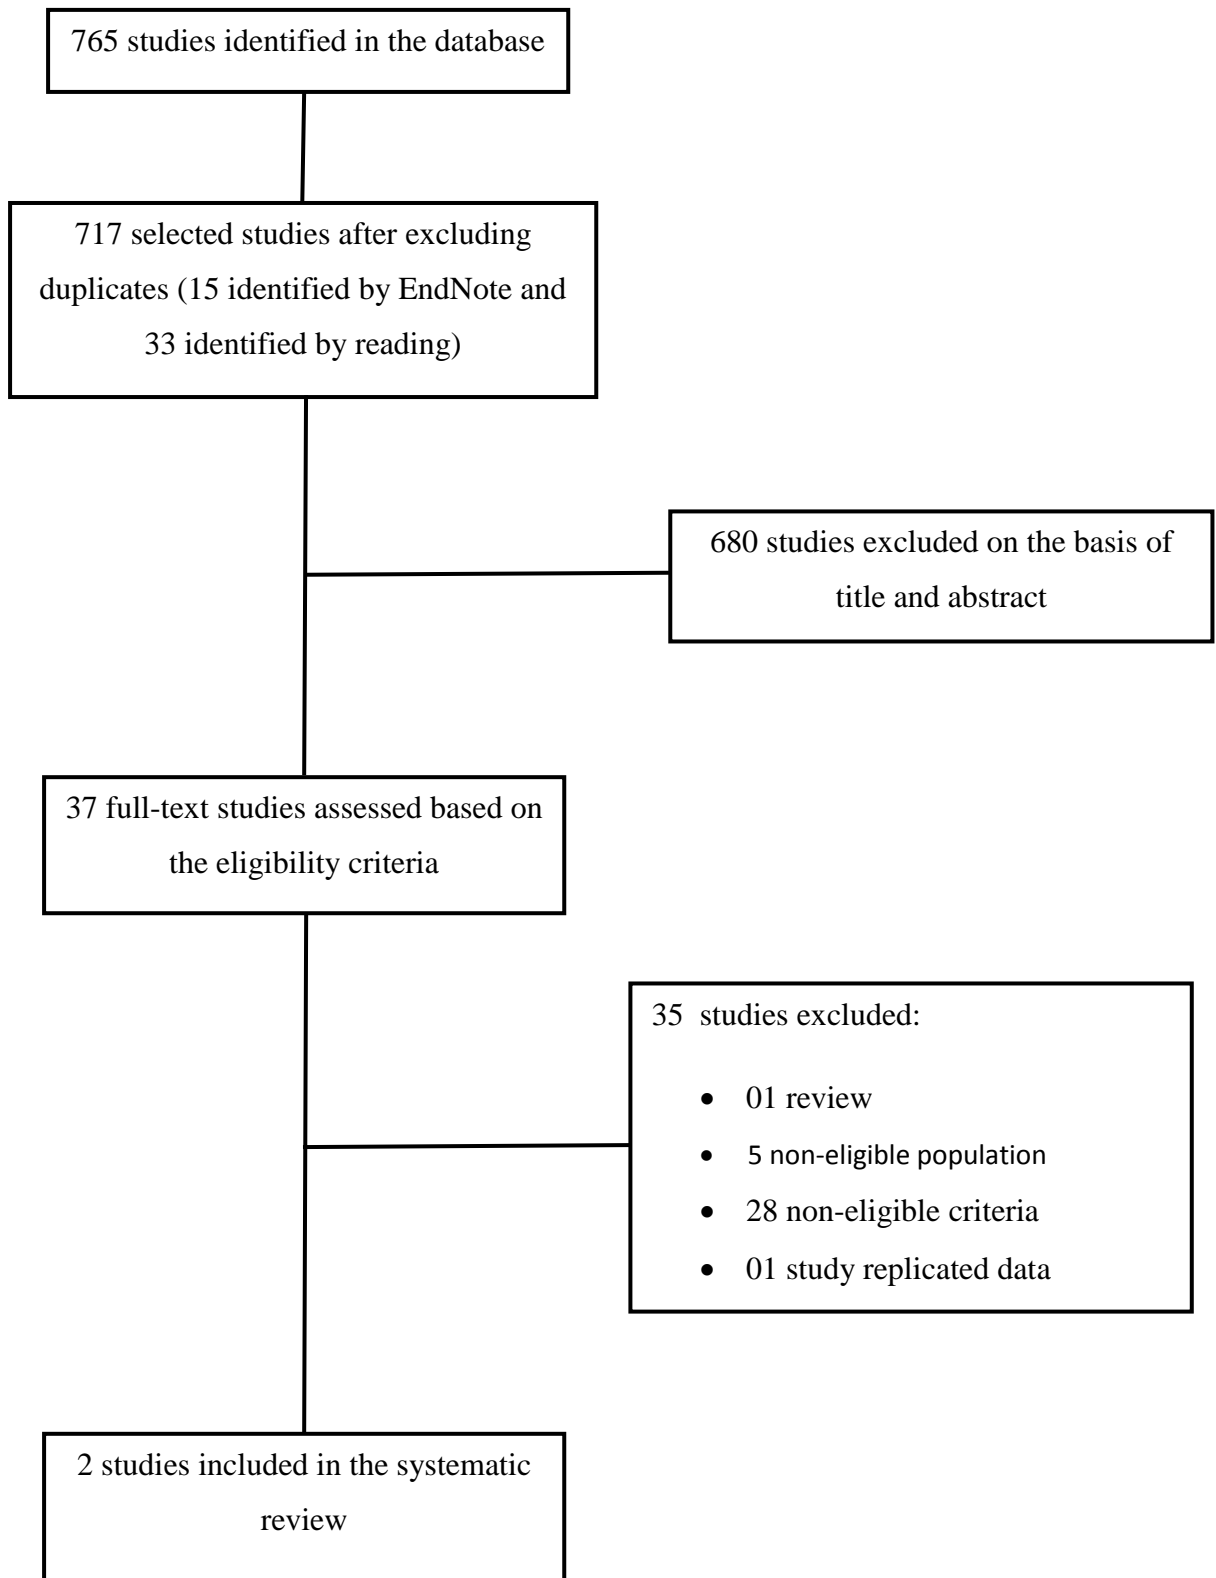 765 studies identified in the database
717 selected studies after excluding
duplicates (15 identified by EndNote and
33 identified by reading)
680 studies excluded on the basis of
title and abstract
37 full-text studies assessed based on
the eligibility criteria
35  studies excluded:
• 01 review
• 5 non-eligible population
• 28 non-eligible criteria
• 01 study replicated data
2 studies included in the systematic
review